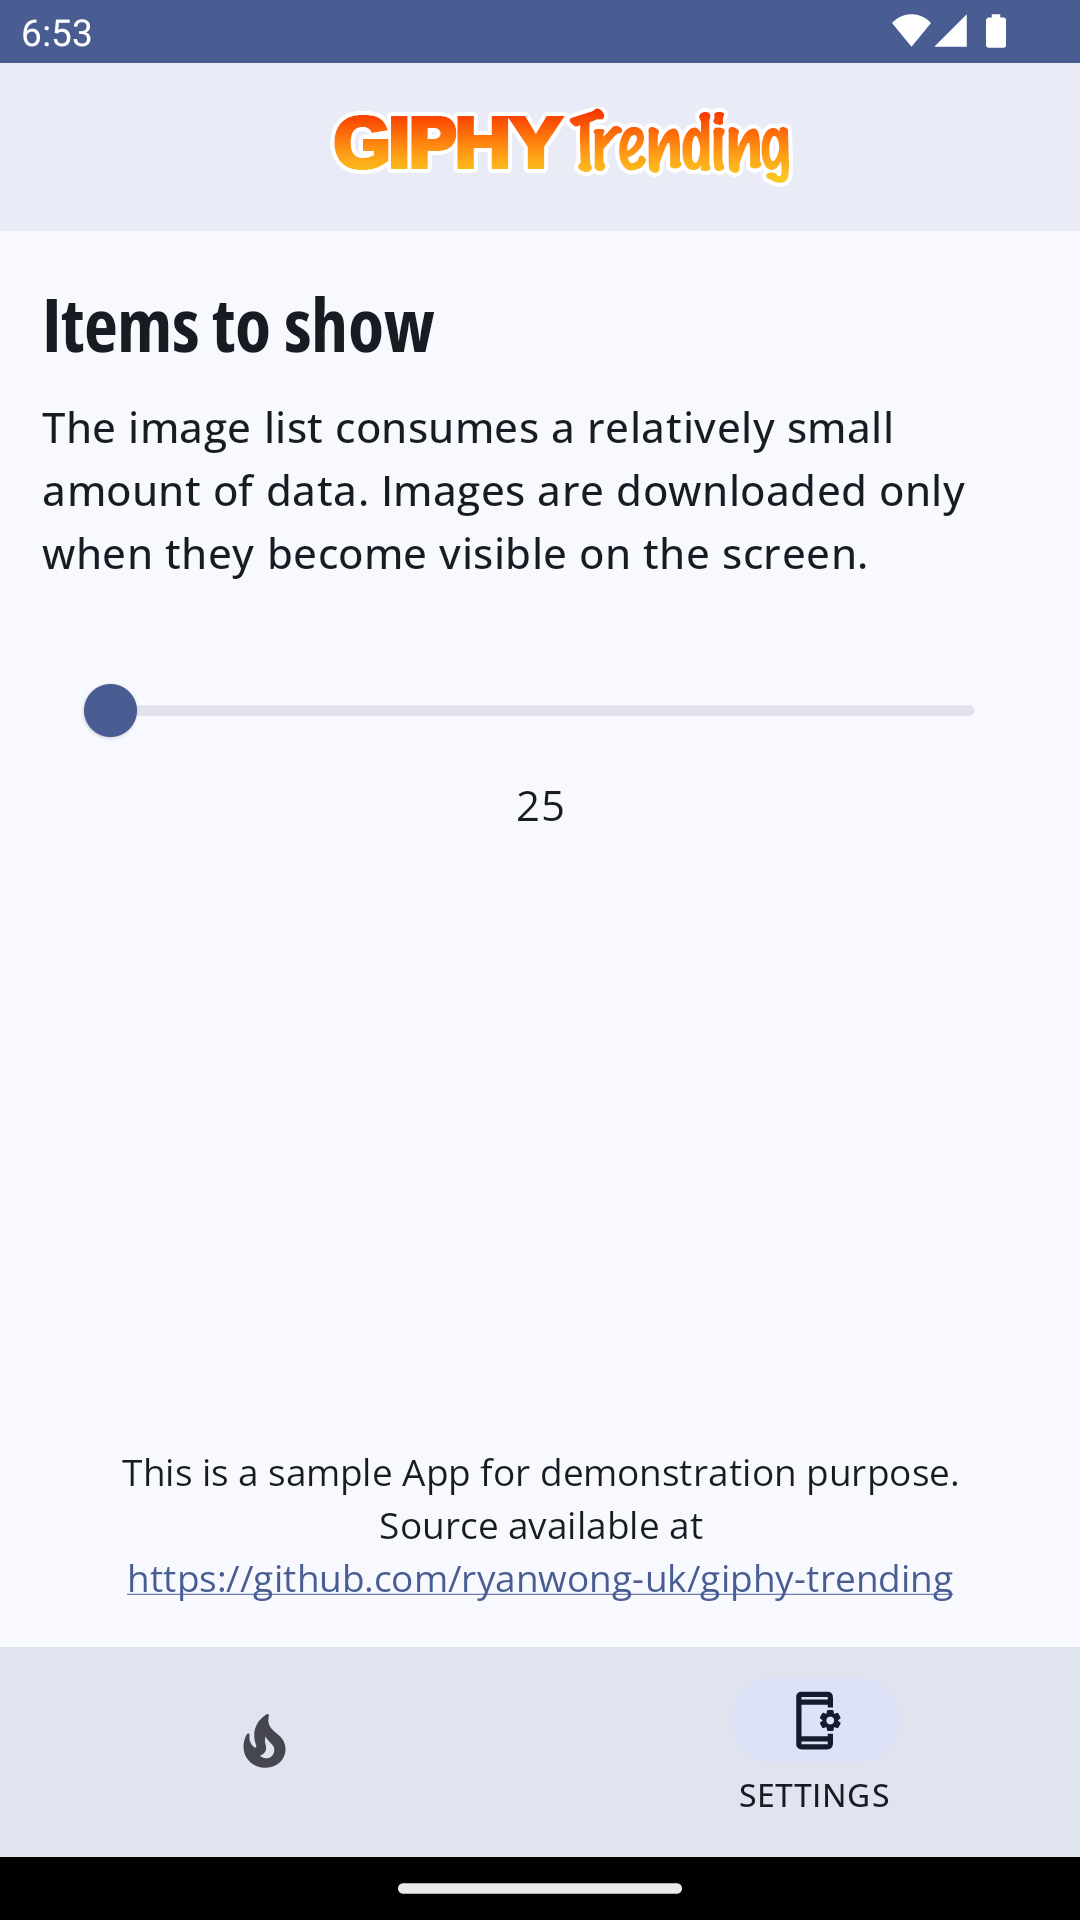 6:53
GIPHY Trending
Items to show
The image list consumes a relatively small
amount of data. Images are downloaded only
when they become visible on the screen.
25
This is a sample App for demonstration purpose.
Source available at
https://github.com/ryanwong-uk/giphy-trending
SETTINGS